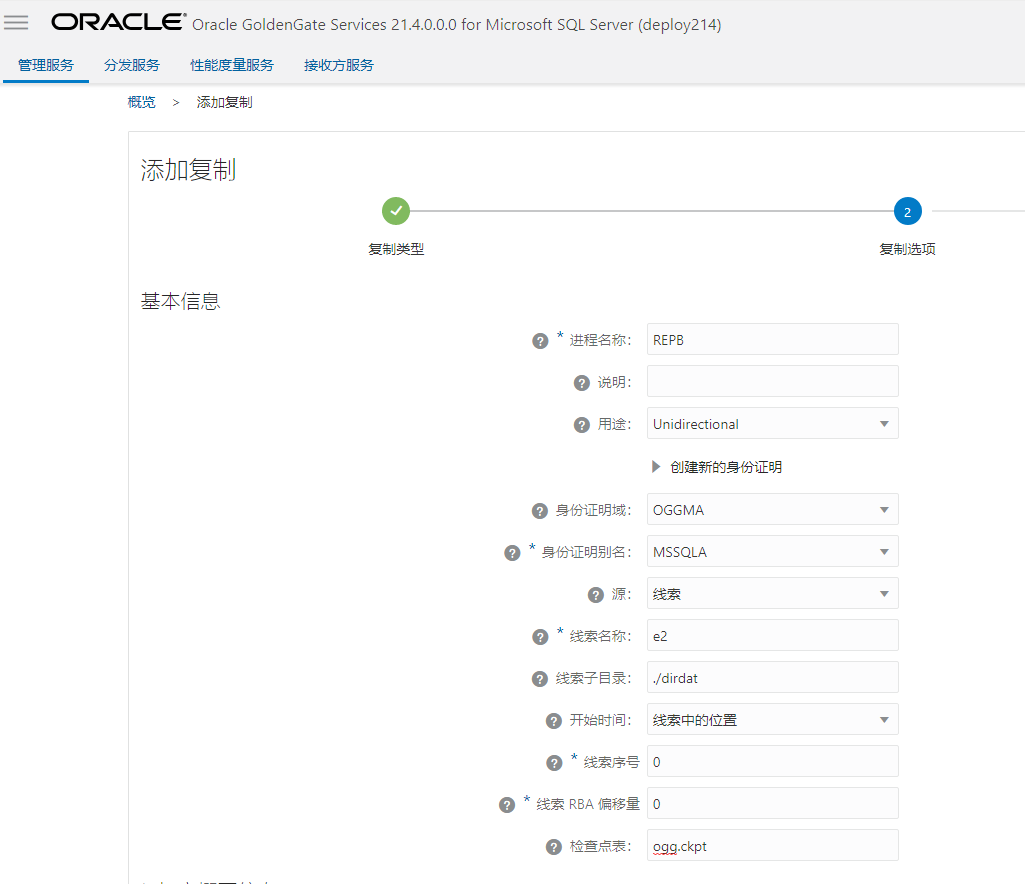 ORACLE® Oracle GoldenGate Services 21.4.0.0.0 for Microsoft SQL Server (deploy214)
管理服务 分发服务 性能度量服务 接收方服务
概览 > 添加复制
添加复制
2
复制类型 复制选项
基本信息
? * 进程名称: REPB
? 说明:
? 用途: Unidirectional
创建新的身份证明
? 身份证明域: OGGMA
? * 身份证明别名: MSSQLA
? 源: 线索
? * 线索名称: e2
? 线索子目录: ./dirdat
? 开始时间: 线索中的位置
? * 线索序号 0
? * 线索 RBA 偏移量 0
? 检查点表: ogg.ckpt